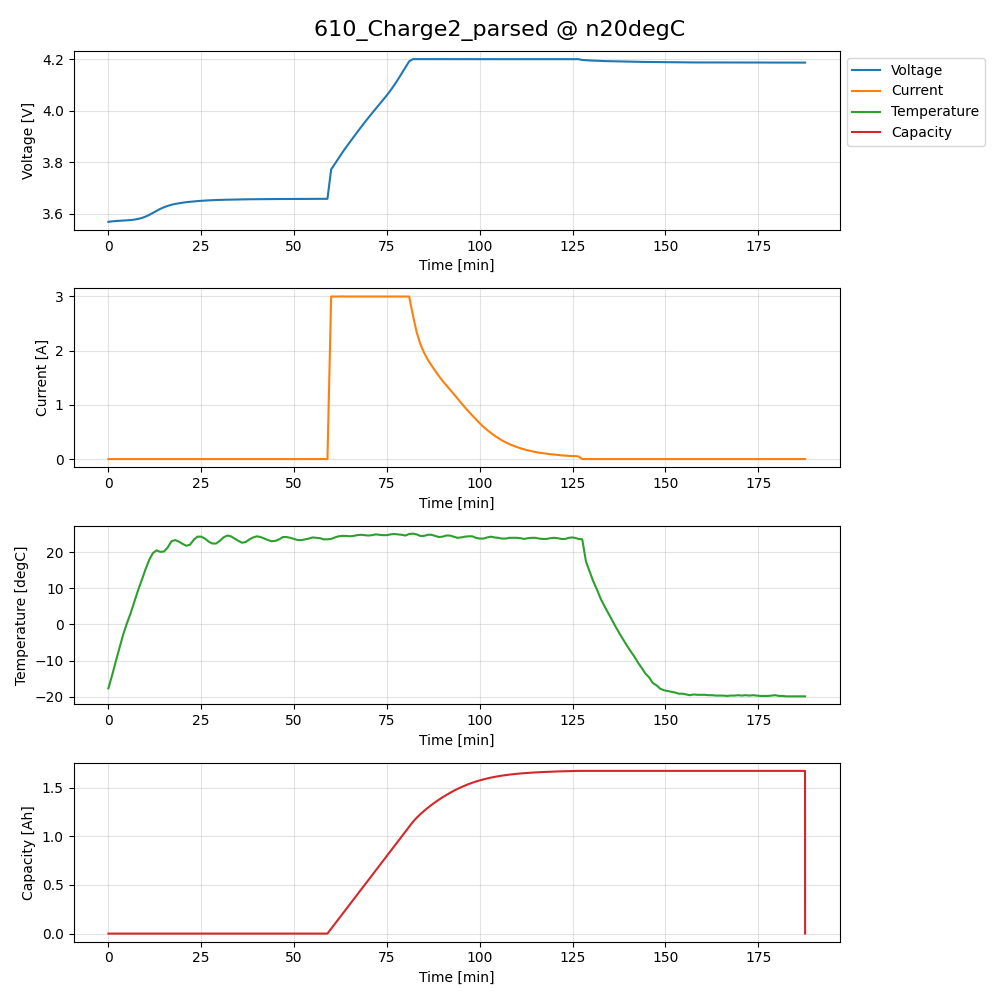 610_Charge2_parsed @ n20degC
Voltage [V]
4.2
4.0
3.8
3.6
0 25 50 75 100 125 150 175
Time [min]
Voltage
Current
Temperature
Capacity
Current [A]
3
2
1
0
0 25 50 75 100 125 150 175
Time [min]
Temperature [degC]
20
10
0
−10
−20
0 25 50 75 100 125 150 175
Time [min]
Capacity [Ah]
1.5
1.0
0.5
0.0
0 25 50 75 100 125 150 175
Time [min]